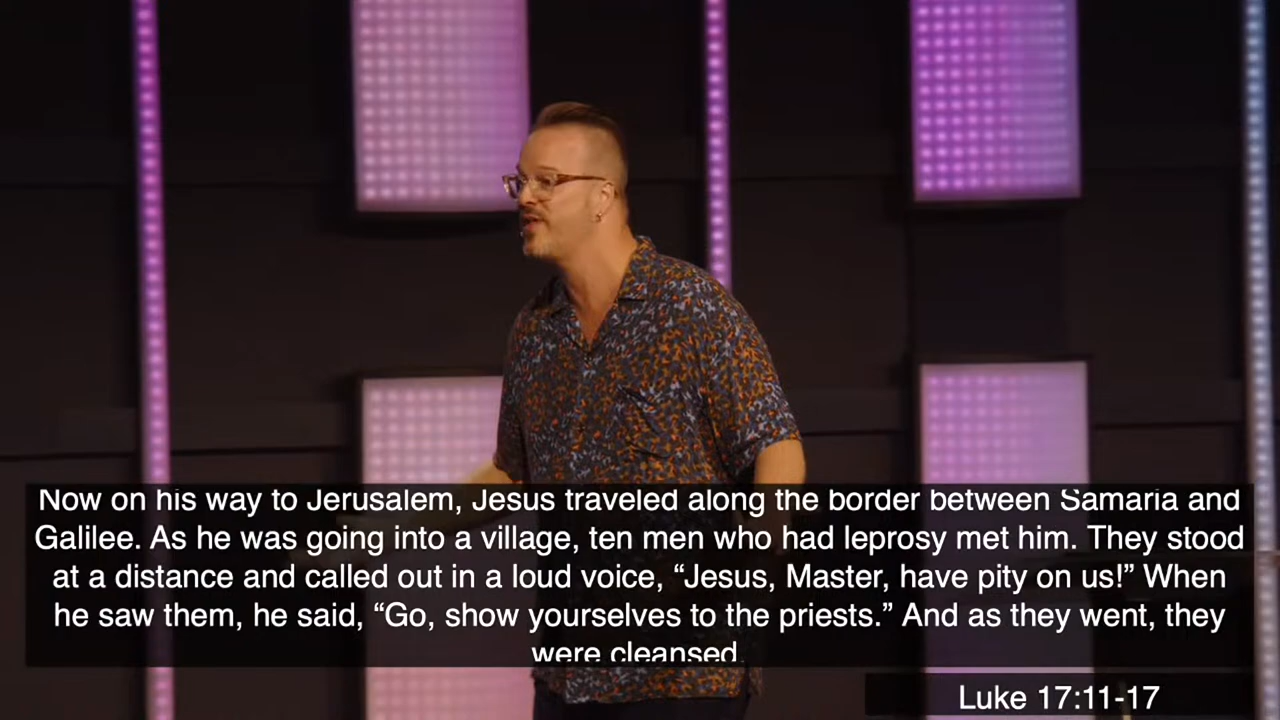 Now on his way to Jerusalem, Jesus traveled along the border between Samaria and
Galilee. As he was going into a village, ten men who had leprosy met him. They stood
at a distance and called out in a loud voice, “Jesus, Master, have pity on us!” When
he saw them, he said, “Go, show yourselves to the priests.” And as they went, they
were cleansed.
Luke 17:11-17